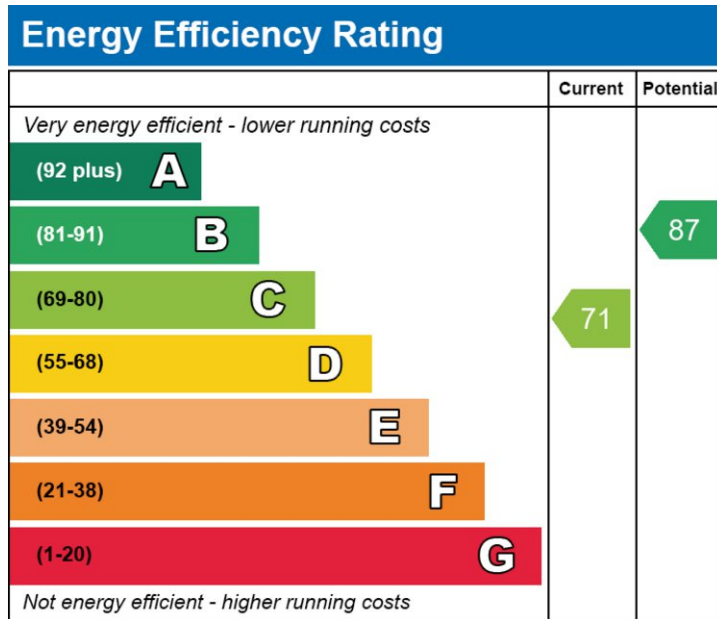 Energy Efficiency Rating
Current Potential
Very energy efficient - lower running costs
(92 plus) A
(81-91) B
87
(69-80) C
71
(55-68) D
(39-54) E
(21-38) F
(1-20) G
Not energy efficient - higher running costs